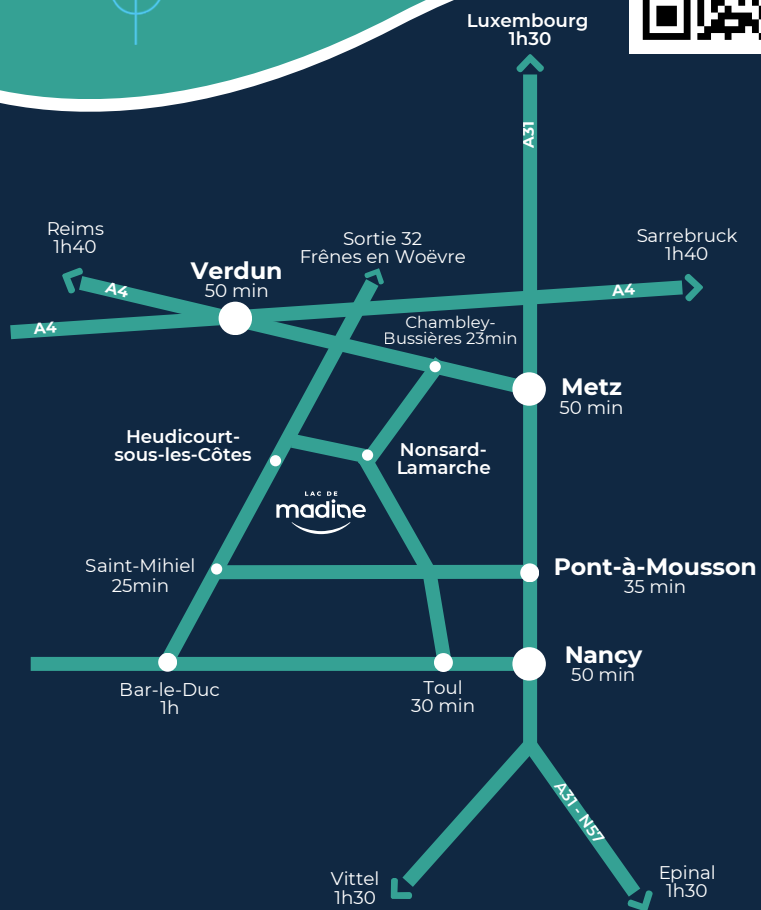 Luxembourg
1h30
A31
Reims
1h40
Sortie 32
Frênes en Woëvre
Sarrebruck
1h40
Verdun
50 min
A4
A4
A4
Chambley-
Bussières 23min
Metz
50 min
Heudicourt-
sous-les-Côtes
Nonsard-
Lamarche
LAC DE
madine
Saint-Mihiel
25min
Pont-à-Mousson
35 min
Nancy
50 min
Bar-le-Duc
1h
Toul
30 min
A31 - N57
Vittel
1h30
Epinal
1h30